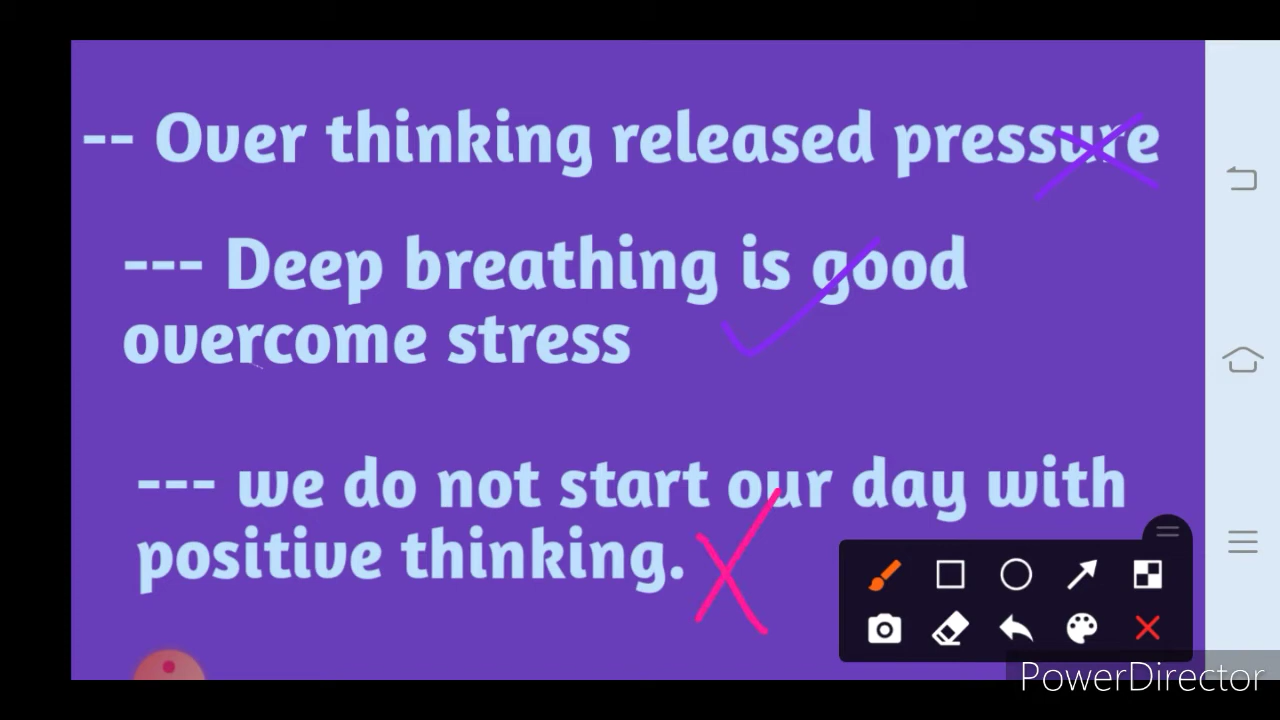 -- Over thinking released pressure
--- Deep breathing is good
overcome stress
--- we do not start our day with
positive thinking.
PowerDirector